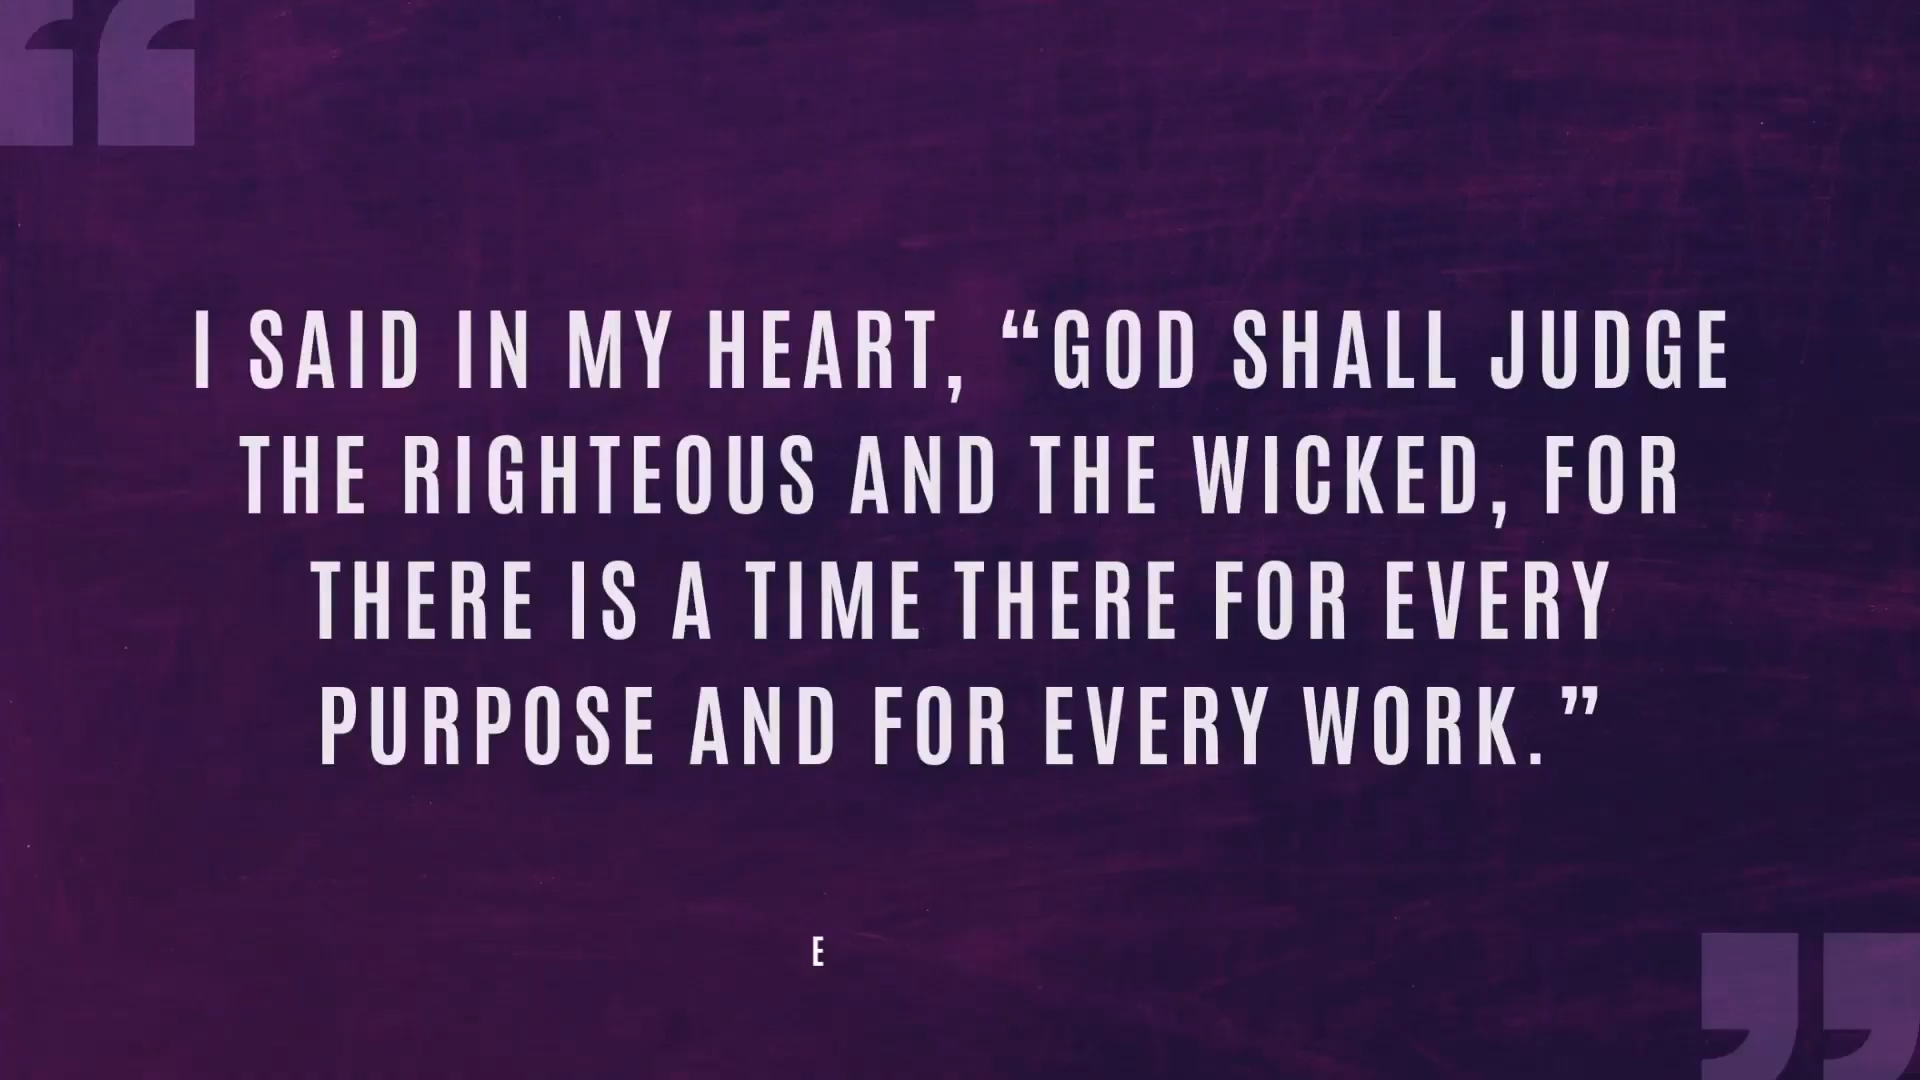 I SAID IN MY HEART, “GOD SHALL JUDGE
THE RIGHTEOUS AND THE WICKED, FOR
THERE IS A TIME THERE FOR EVERY
PURPOSE AND FOR EVERY WORK.”
E